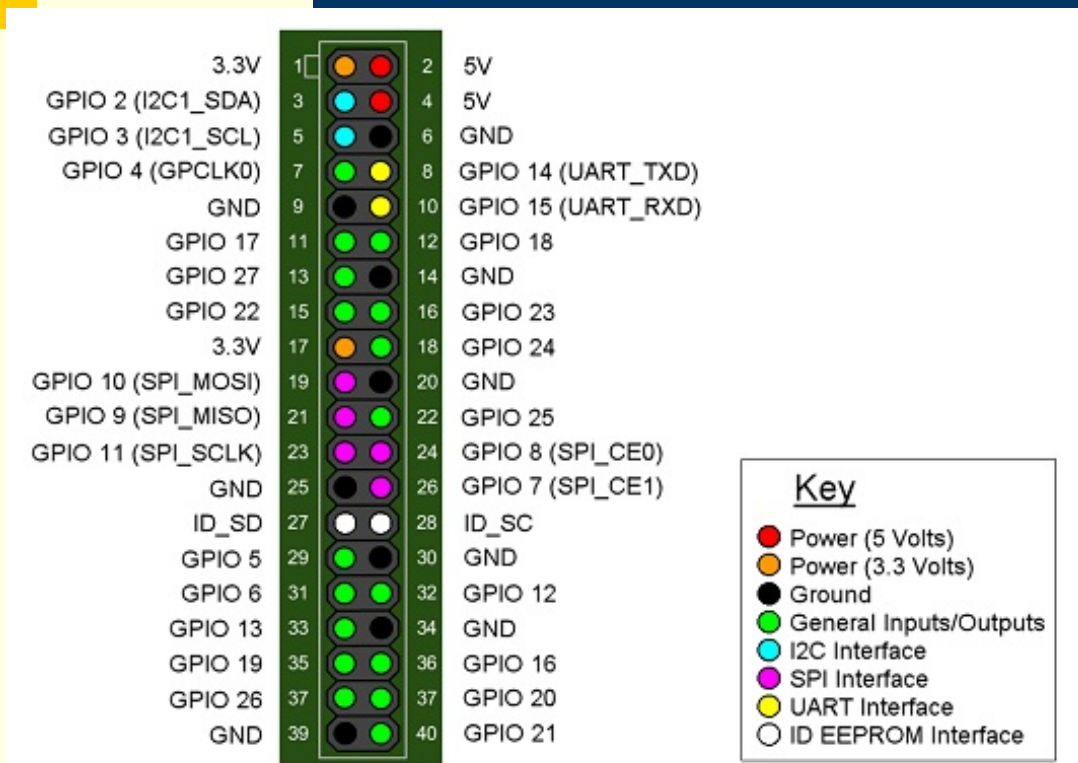 3.3V 1 2 5V
GPIO 2 (I2C1_SDA) 3 4 5V
GPIO 3 (I2C1_SCL) 5 6 GND
GPIO 4 (GPCLK0) 7 8 GPIO 14 (UART_TXD)
GND 9 10 GPIO 15 (UART_RXD)
GPIO 17 11 12 GPIO 18
GPIO 27 13 14 GND
GPIO 22 15 16 GPIO 23
3.3V 17 18 GPIO 24
GPIO 10 (SPI_MOSI) 19 20 GND
GPIO 9 (SPI_MISO) 21 22 GPIO 25
GPIO 11 (SPI_SCLK) 23 24 GPIO 8 (SPI_CE0)
GND 25 26 GPIO 7 (SPI_CE1)
ID_SD 27 28 ID_SC
GPIO 5 29 30 GND
GPIO 6 31 32 GPIO 12
GPIO 13 33 34 GND
GPIO 19 35 36 GPIO 16
GPIO 26 37 37 GPIO 20
GND 39 40 GPIO 21
Key
Power (5 Volts)
Power (3.3 Volts)
Ground
General Inputs/Outputs
I2C Interface
SPI Interface
UART Interface
ID EEPROM Interface